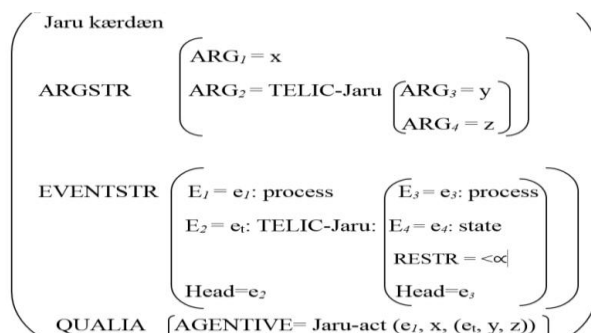 Jaru kærdæn
ARG1 = x
ARGSTR ARG2 = TELIC-Jaru ARG3 = y
ARG4 = z
EVENTSTR E1 = e1: process E3 = e3: process
E2 = et: TELIC-Jaru: E4 = e4: state
RESTR = <∝
Head=e2 Head=e3
QUALIA [AGENTIVE= Jaru-act (e1, x, (et, y, z))]